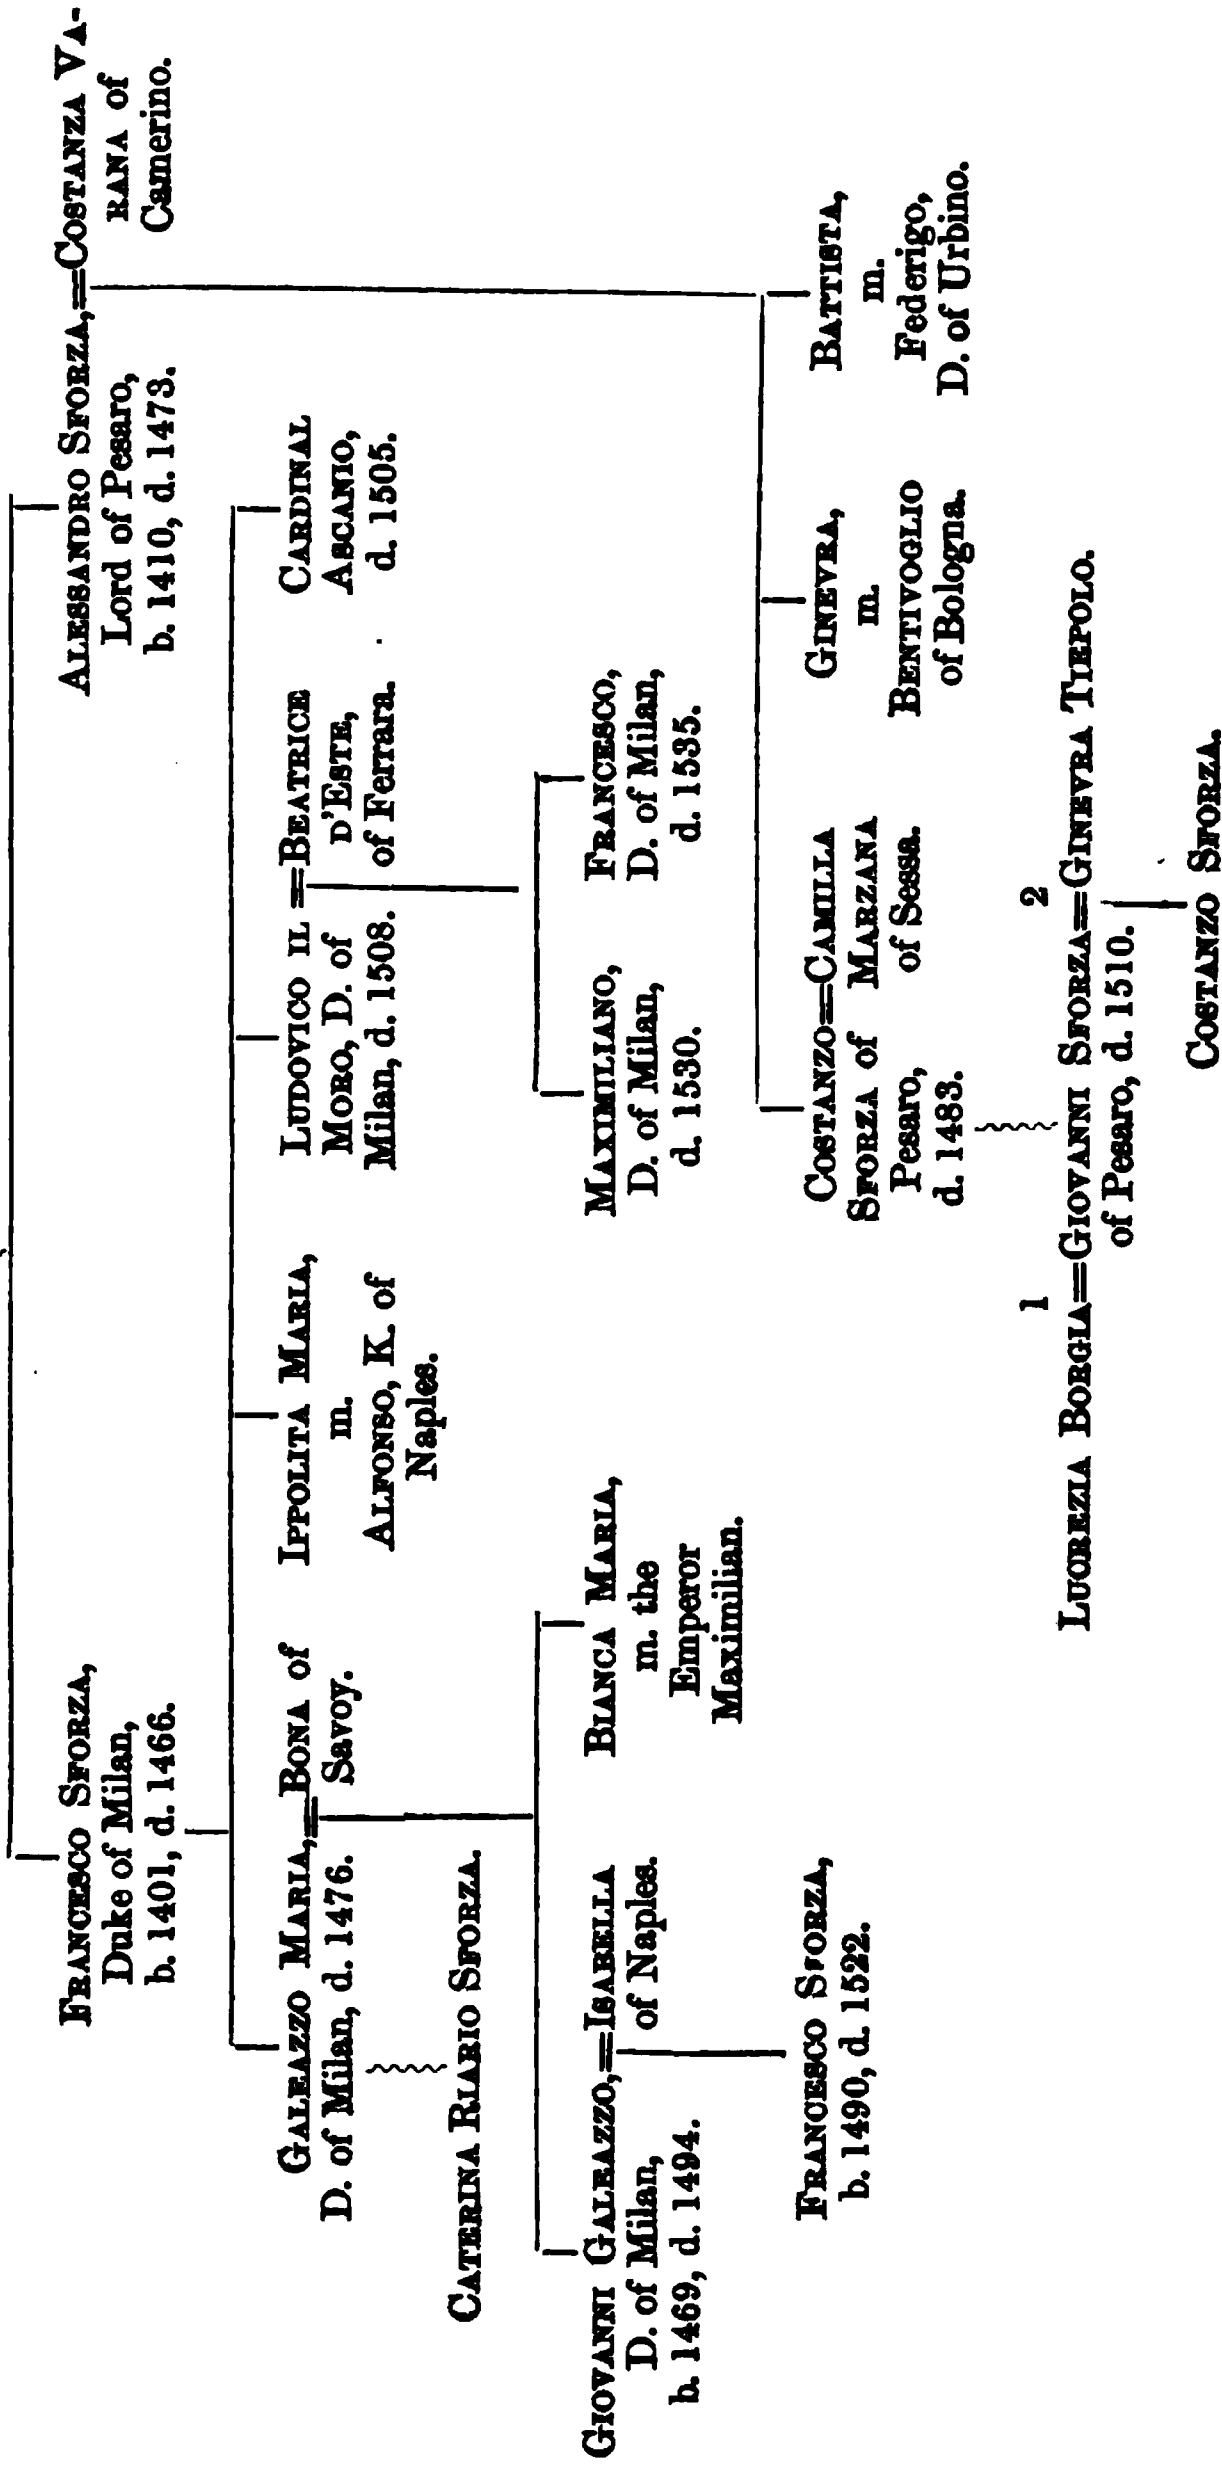 FRANCESCO SFORZA,
Duke of Milan,
b. 1401, d. 1466.
ALESSANDRO SFORZA,=COSTANZA VA-
Lord of Pesaro,
b. 1410, d. 1473.
RANA of
Camerino.
GALEAZZO MARIA,=BONA of
D. of Milan, d. 1476.
Savoy.
IPPOLITA MARIA,
m.
ALFONSO, K. of
Naples.
LUDOVICO IL =BEATRICE
MORO, D. of
Milan, d. 1508.
D'ESTE,
of Ferrara.
CARDINAL
ASCANIO,
d. 1505.
CATERINA RIARIO SFORZA.
GIOVANNI GALEAZZO,=ISABELLA
D. of Milan,
b. 1469, d. 1494.
of Naples.
BIANCA MARIA,
m. the
Emperor
Maximilian.
MAXIMILIANO,
D. of Milan,
d. 1530.
FRANCESCO,
D. of Milan,
d. 1535.
FRANCESCO SFORZA,
b. 1490, d. 1522.
COSTANZO=CAMILLA
SFORZA of
Pesaro,
d. 1483.
MARZANA
of Sessa.
GINEVRA,
m.
BENTIVOGLIO
of Bologna.
BATTISTA,
m.
Federigo,
D. of Urbino.
1
2
LUCREZIA BORGIA=GIOVANNI SFORZA=GINEVRA TIEPOLO.
of Pesaro, d. 1510.
COSTANZO SFORZA.